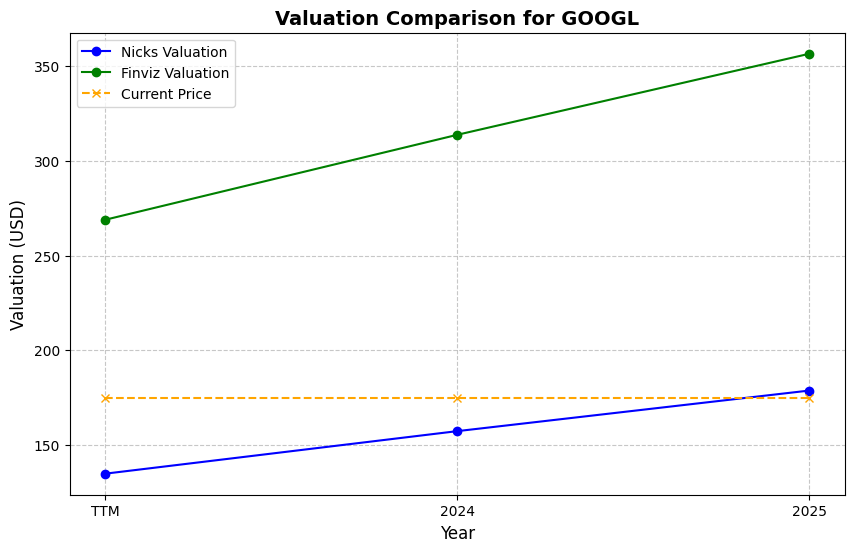 Valuation Comparison for GOOGL
Nicks Valuation
Finviz Valuation
Current Price
Valuation (USD)
350
300
250
200
150
TTM
2024
2025
Year